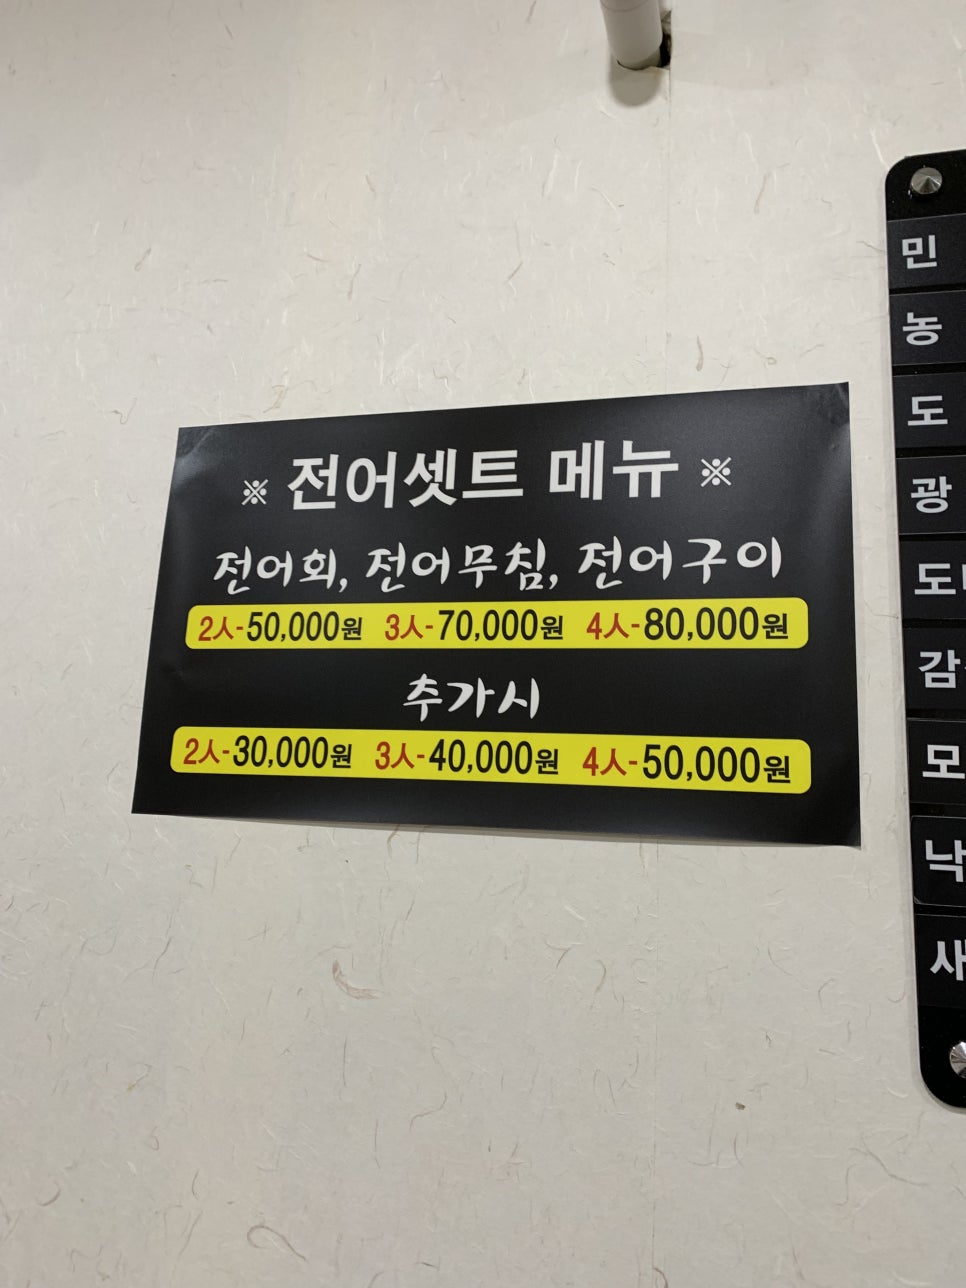 ※ 전어셋트 메뉴 ※
전어회, 전어무침, 전어구이
2人-50,000원 3人-70,000원 4人-80,000원
추가시
2人-30,000원 3人-40,000원 4人-50,000원
민
농
도
광
도
감
모
낙
새